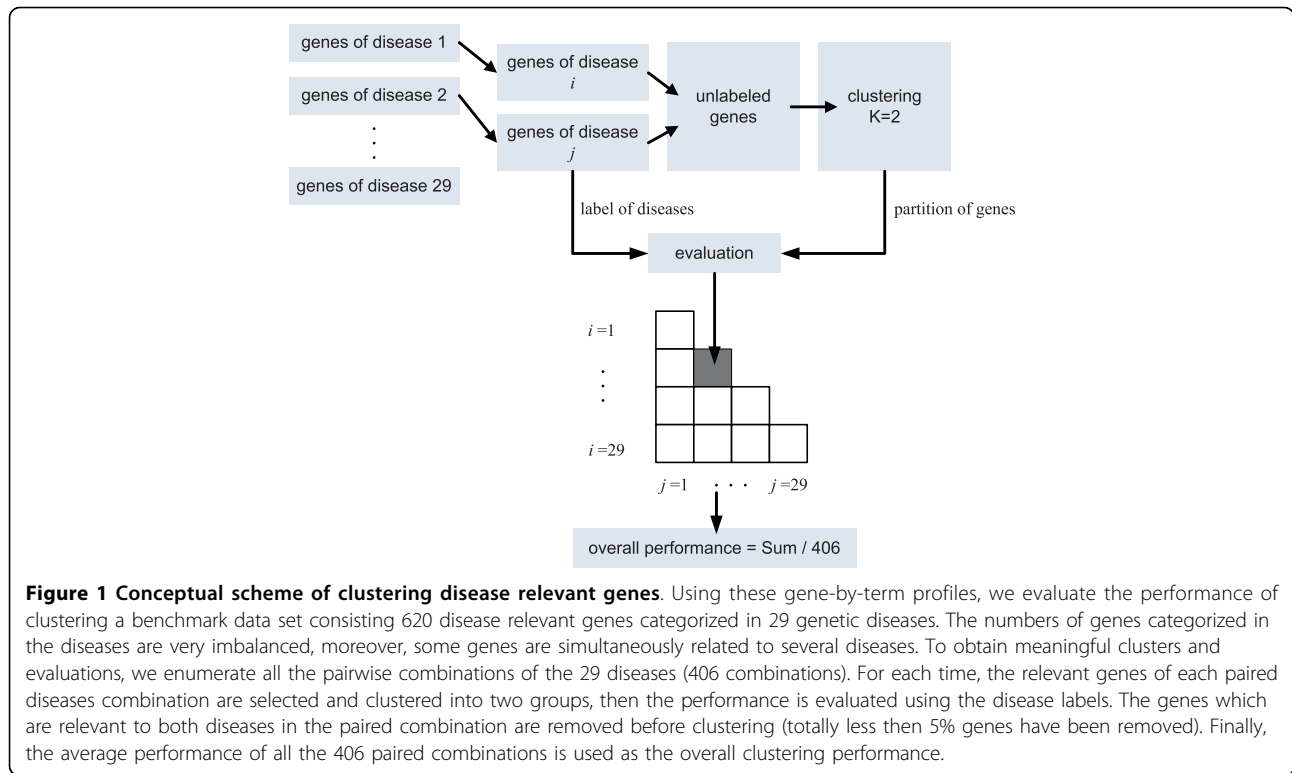 genes of disease 1
genes of disease 2
.
.
.
genes of disease 29
genes of disease
i
genes of disease
j
unlabeled
genes
clustering
K=2
label of diseases
partition of genes
evaluation
i =1
.
.
.
i =29
j =1 . . . j =29
overall performance = Sum / 406
Figure 1 Conceptual scheme of clustering disease relevant genes. Using these gene-by-term profiles, we evaluate the performance of
clustering a benchmark data set consisting 620 disease relevant genes categorized in 29 genetic diseases. The numbers of genes categorized in
the diseases are very imbalanced, moreover, some genes are simultaneously related to several diseases. To obtain meaningful clusters and
evaluations, we enumerate all the pairwise combinations of the 29 diseases (406 combinations). For each time, the relevant genes of each paired
diseases combination are selected and clustered into two groups, then the performance is evaluated using the disease labels. The genes which
are relevant to both diseases in the paired combination are removed before clustering (totally less then 5% genes have been removed). Finally,
the average performance of all the 406 paired combinations is used as the overall clustering performance.